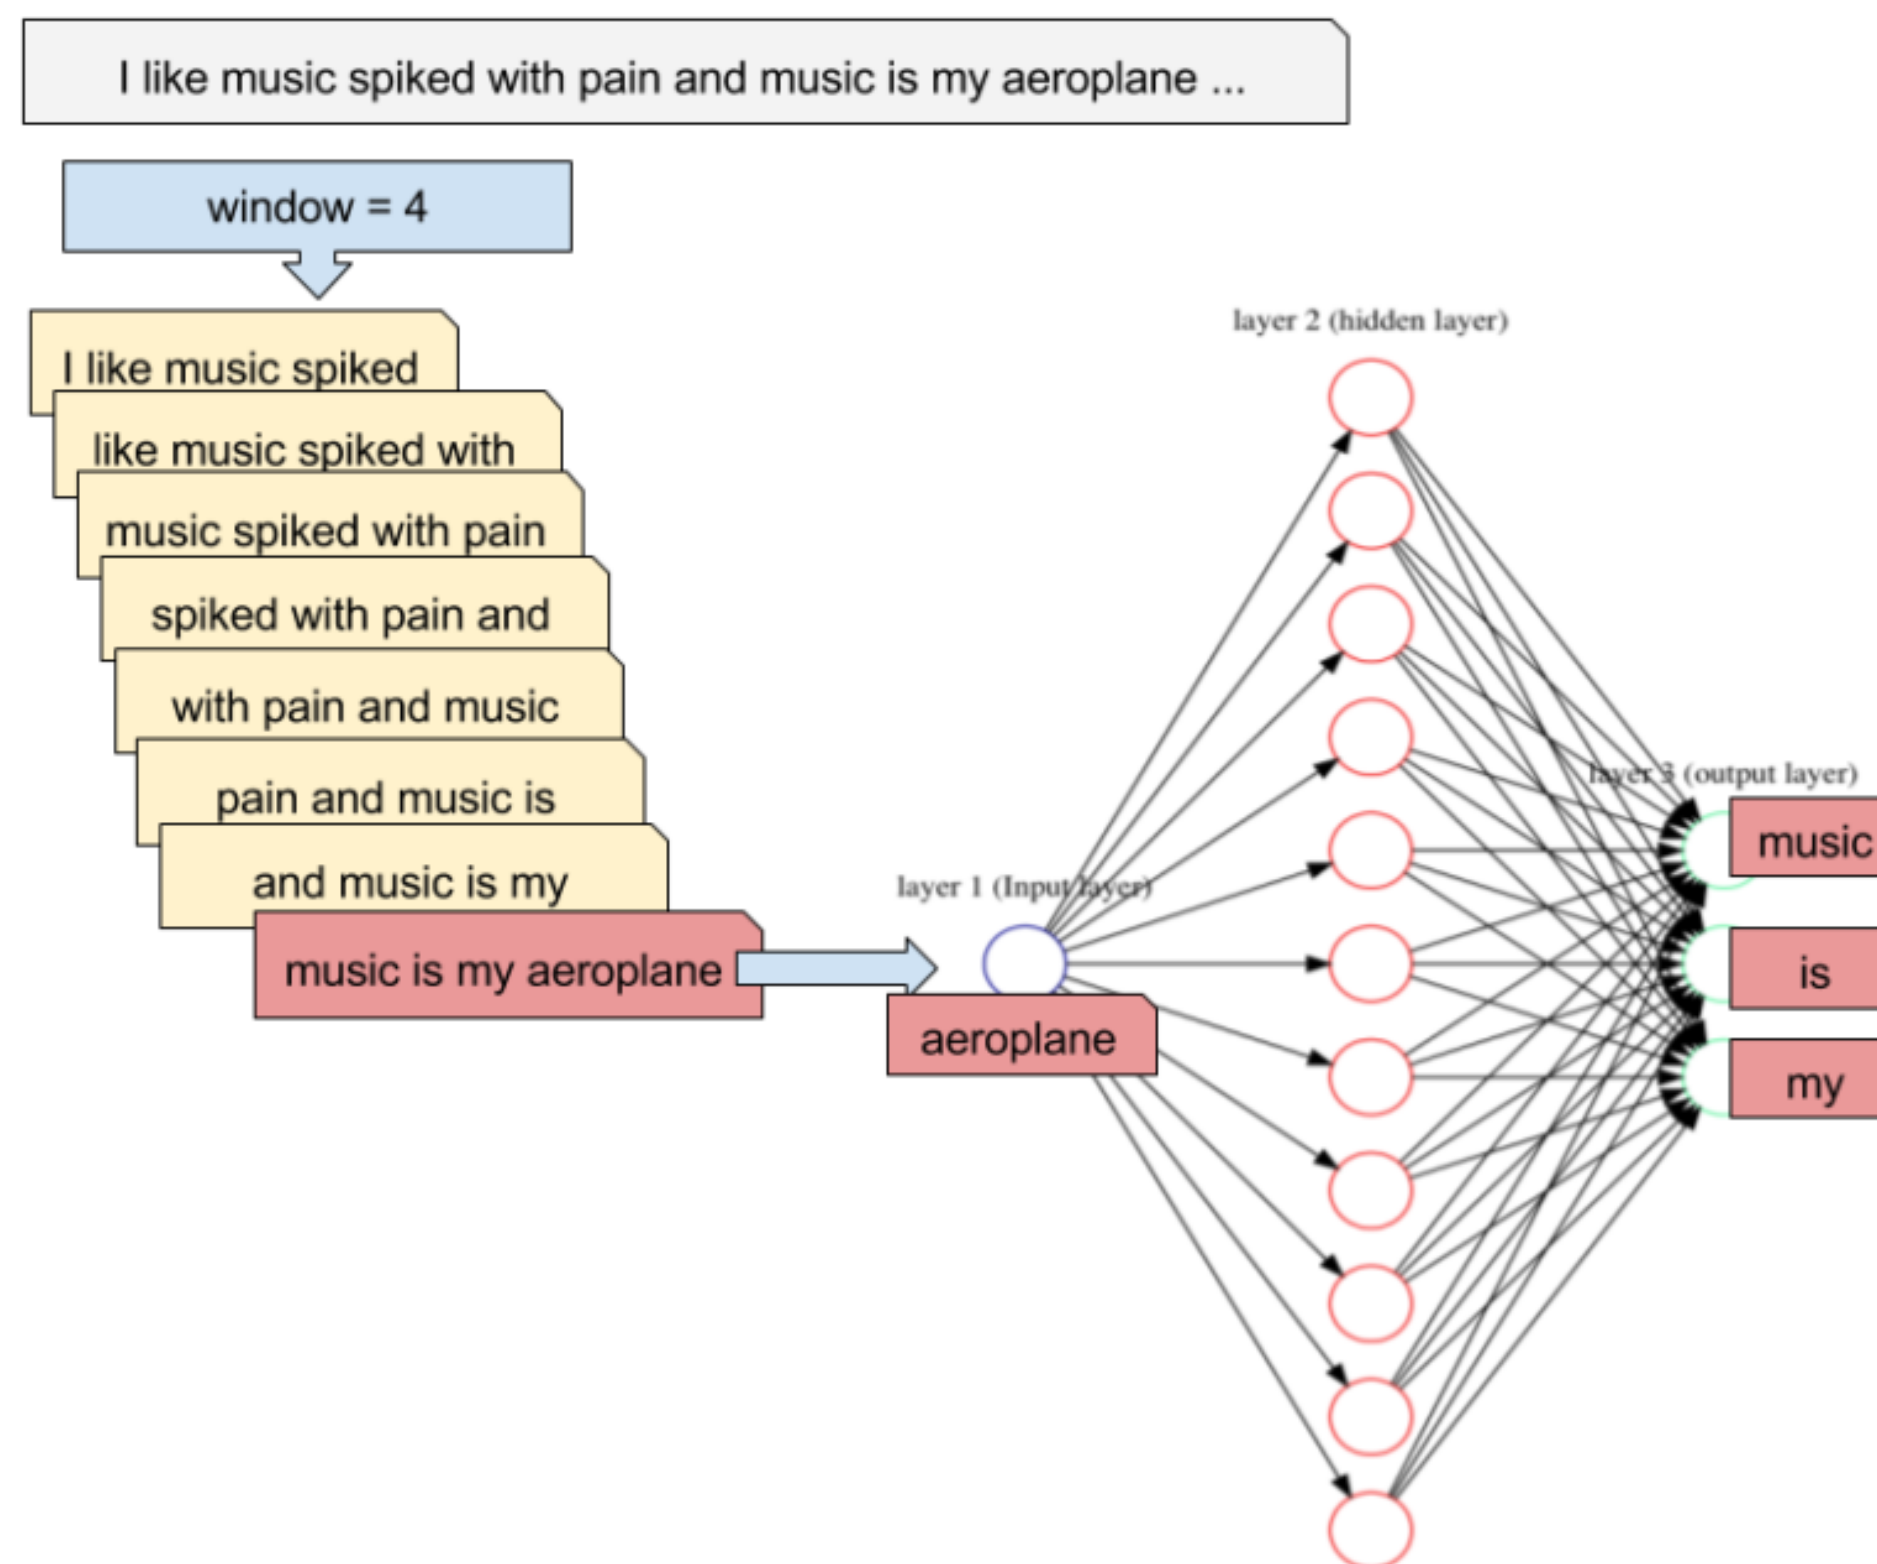 I like music spiked with pain and music is my aeroplane ...
window = 4
I like music spiked
like music spiked with
music spiked with pain
spiked with pain and
with pain and music
pain and music is
and music is my
music is my aeroplane
layer 1 (Input layer)
aeroplane
layer 2 (hidden layer)
layer 3 (output layer)
music
is
my